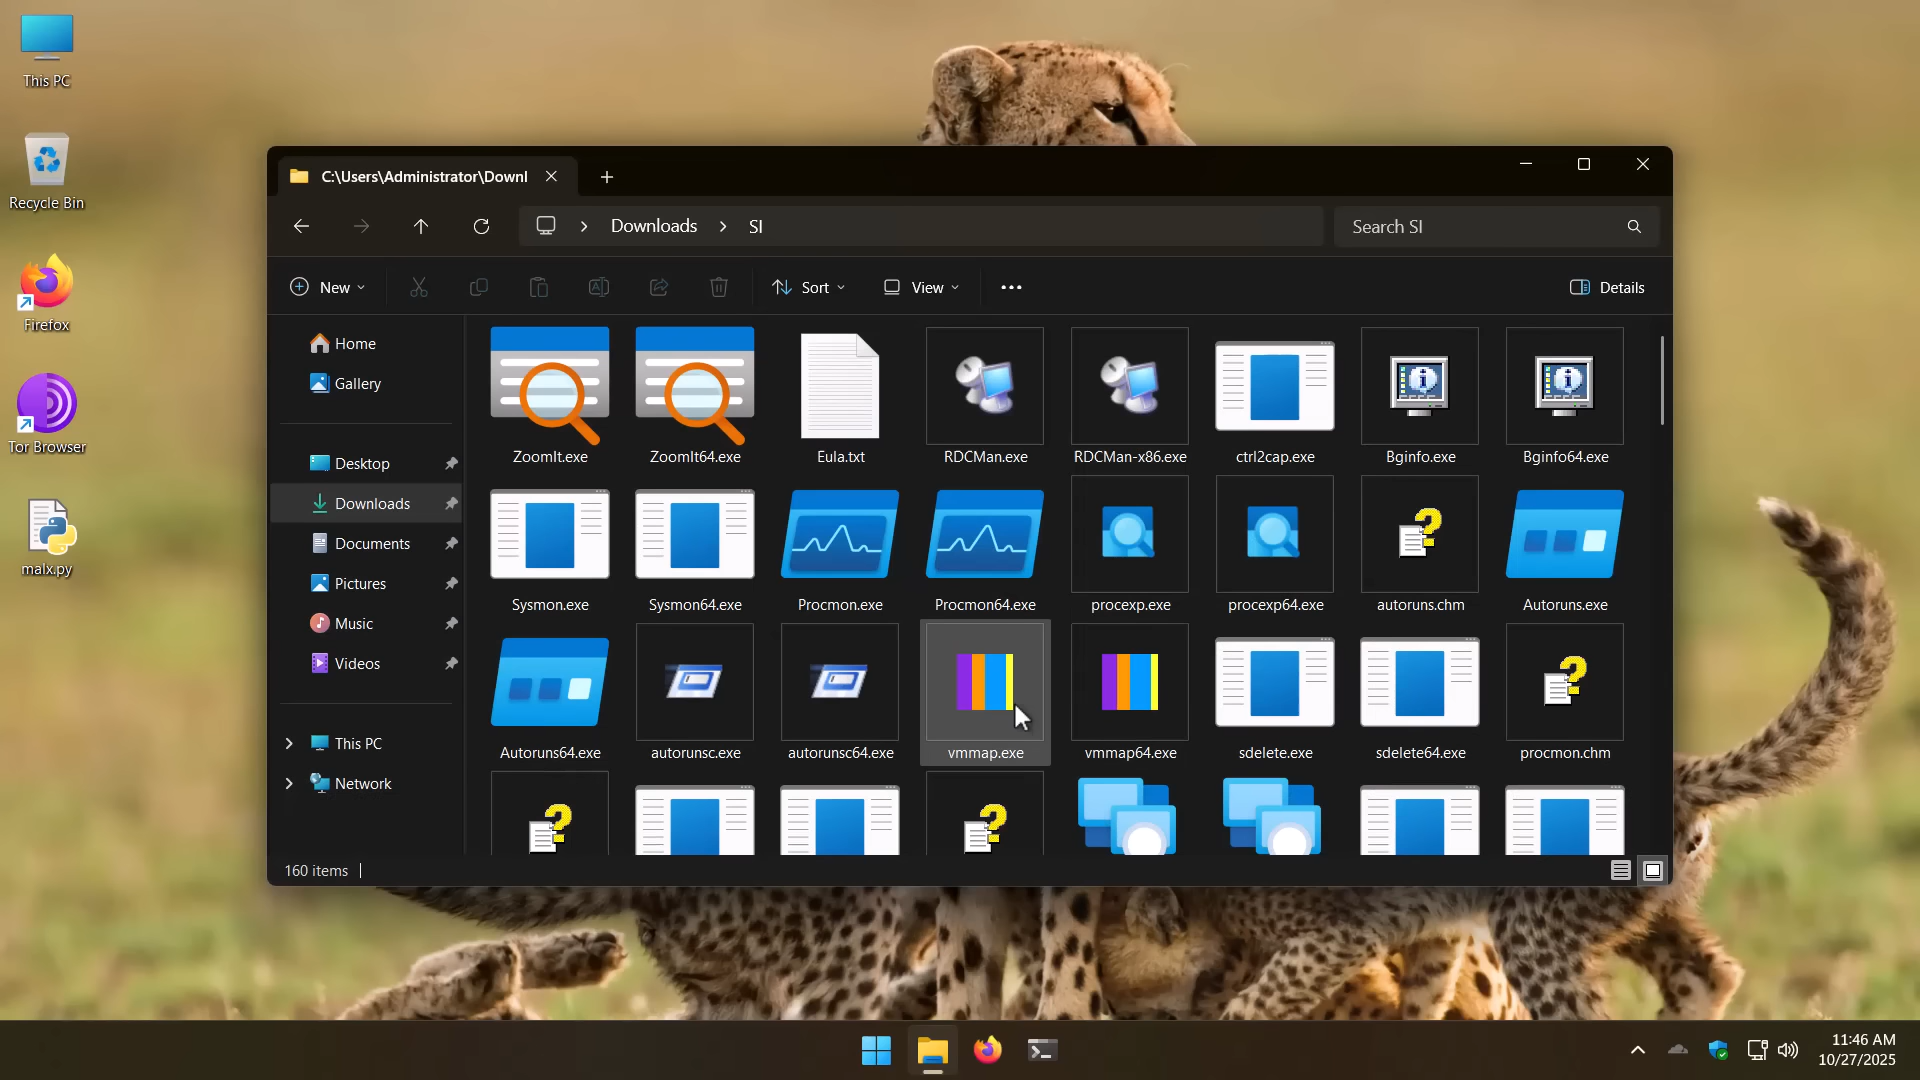 This PC
Recycle Bin
Firefox
Tor Browser
malx.py
C:\Users\Administrator\Downl
Downloads
SI
Search SI
New
Sort
View
Details
Home
Gallery
Desktop
Downloads
Documents
Pictures
Music
Videos
This PC
Network
ZoomIt.exe
ZoomIt64.exe
Eula.txt
RDCMan.exe
RDCMan-x86.exe
ctrl2cap.exe
Bginfo.exe
Bginfo64.exe
Sysmon.exe
Sysmon64.exe
Procmon.exe
Procmon64.exe
procexp.exe
procexp64.exe
autoruns.chm
Autoruns.exe
Autoruns64.exe
autorunsc.exe
autorunsc64.exe
vmmap.exe
vmmap64.exe
sdelete.exe
sdelete64.exe
procmon.chm
160 items
11:46 AM
10/27/2025